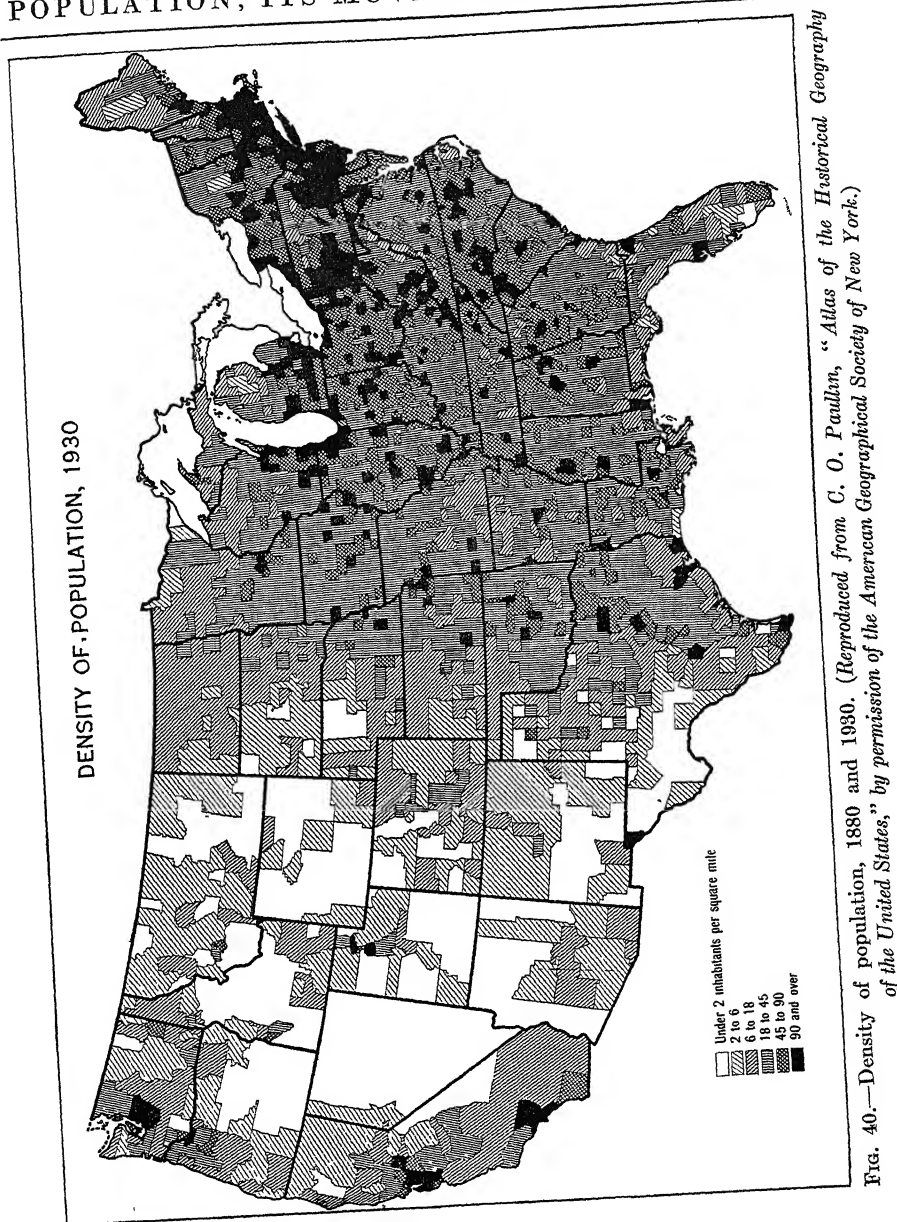 POPULATION, ITS
DENSITY OF POPULATION, 1930
Under 2 inhabitants per square mile
2 to 6
6 to 18
18 to 45
45 to 90
90 and over
FIG. 40.—Density of population, 1880 and 1930. (Reproduced from C. O. Paullin, “Atlas of the Historical Geography
of the United States,” by permission of the American Geographical Society of New York.)